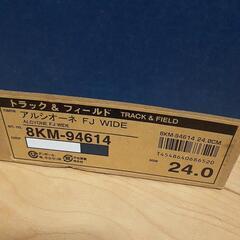 トラック & フィールド TRACK & FIELD
アルシオーネ FJ WIDE
ALCYONE FJ WIDE
8KM-94614
8KM-94614 24.0CM
T4548640686520
24.0